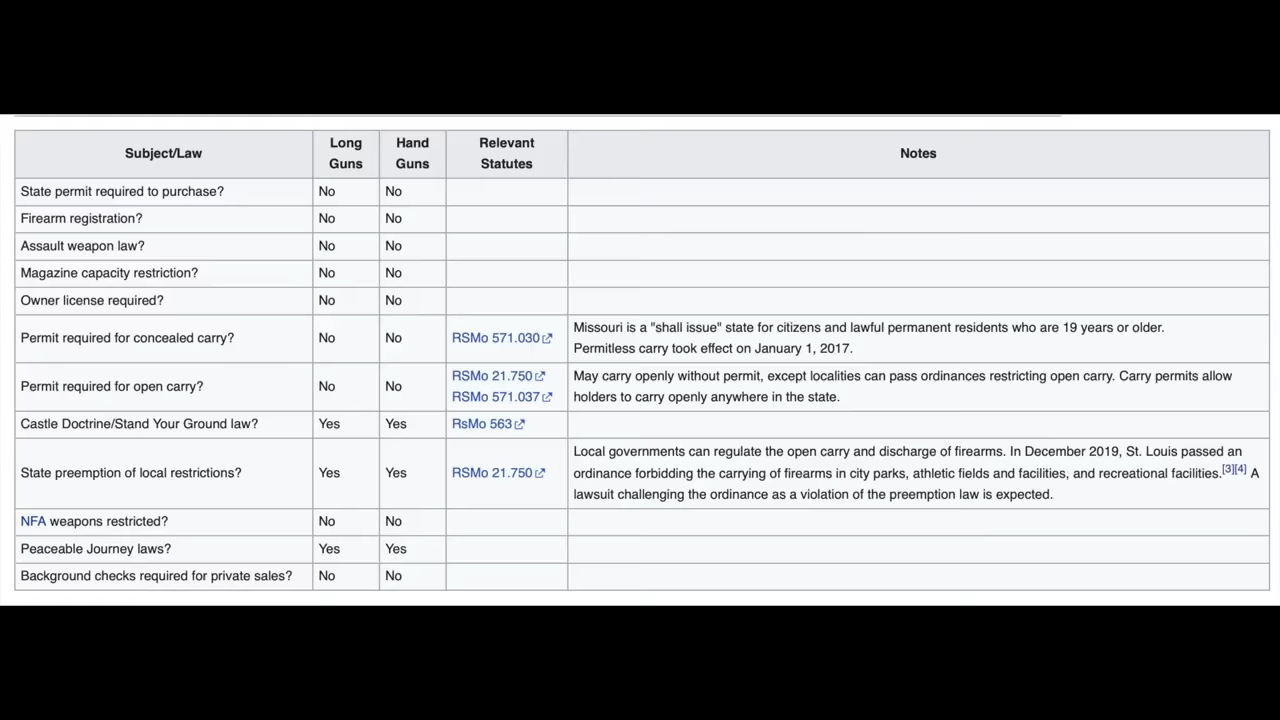 Subject/Law Long Guns Hand Guns Relevant Statutes Notes
State permit required to purchase? No No
Firearm registration? No No
Assault weapon law? No No
Magazine capacity restriction? No No
Owner license required? No No
Permit required for concealed carry? No No RSMo 571.030 Missouri is a "shall issue" state for citizens and lawful permanent residents who are 19 years or older.
Permitless carry took effect on January 1, 2017.
Permit required for open carry? No No RSMo 21.750 May carry openly without permit, except localities can pass ordinances restricting open carry. Carry permits allow
RSMo 571.037 holders to carry openly anywhere in the state.
Castle Doctrine/Stand Your Ground law? Yes Yes RsMo 563
State preemption of local restrictions? Yes Yes RSMo 21.750 Local governments can regulate the open carry and discharge of firearms. In December 2019, St. Louis passed an
ordinance forbidding the carrying of firearms in city parks, athletic fields and facilities, and recreational facilities.[3][4] A
lawsuit challenging the ordinance as a violation of the preemption law is expected.
NFA weapons restricted? No No
Peaceable Journey laws? Yes Yes
Background checks required for private sales? No No